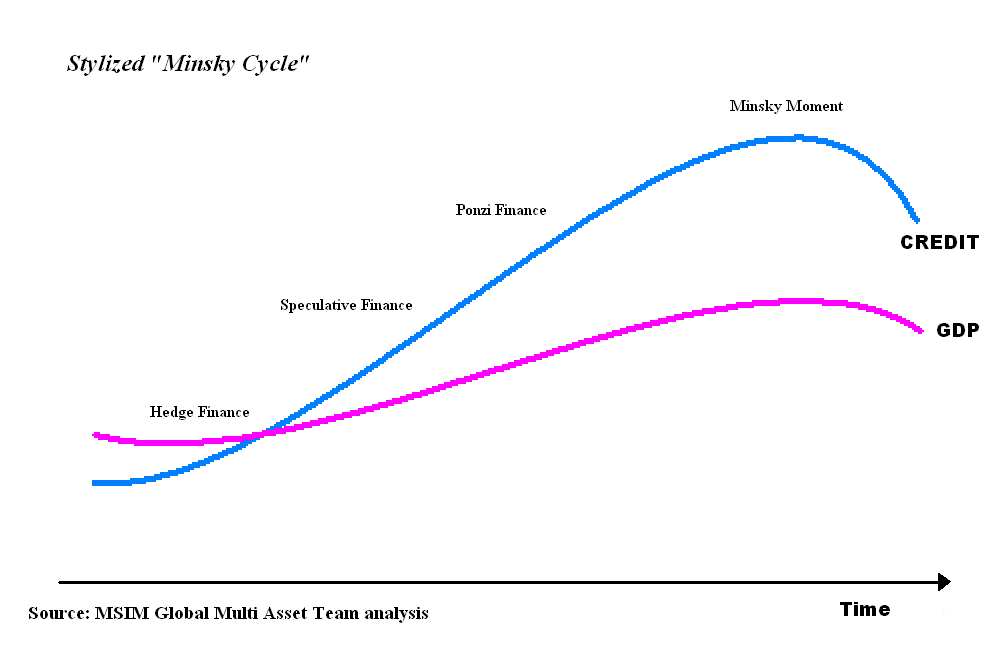 Stylized "Minsky Cycle"
Minsky Moment
Ponzi Finance
CREDIT
Speculative Finance
GDP
Hedge Finance
Time
Source: MSIM Global Multi Asset Team analysis